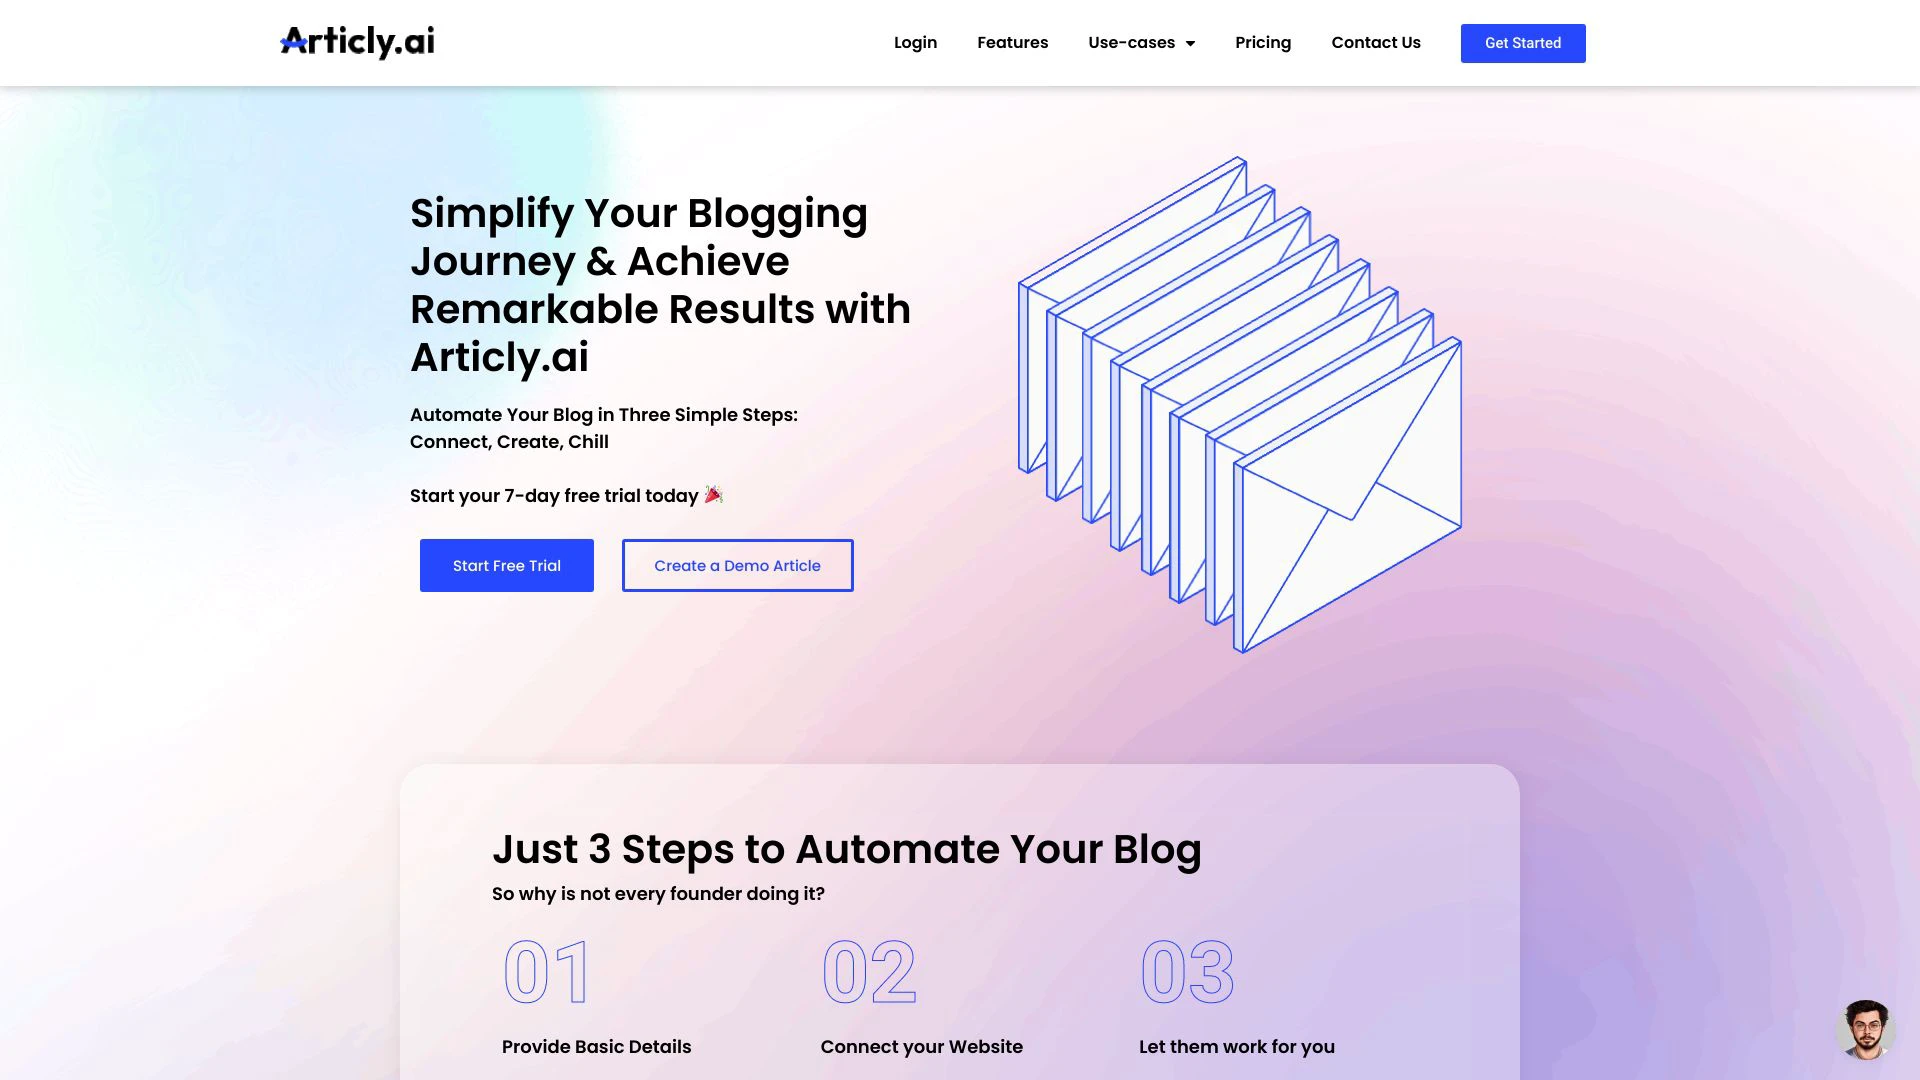 Articly.ai
Login
Features
Use-cases
Pricing
Contact Us
Get Started
Simplify Your Blogging
Journey & Achieve
Remarkable Results with
Articly.ai
Automate Your Blog in Three Simple Steps:
Connect, Create, Chill
Start your 7-day free trial today 🎉
Start Free Trial
Create a Demo Article
Just 3 Steps to Automate Your Blog
So why is not every founder doing it?
01
02
03
Provide Basic Details
Connect your Website
Let them work for you